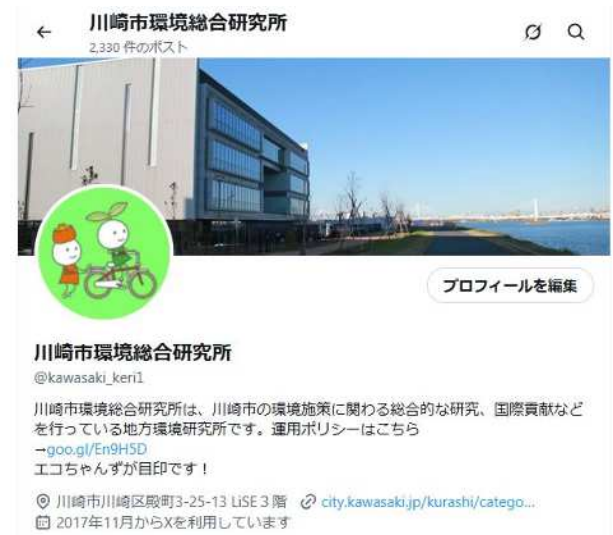 川崎市環境総合研究所
2,330 件のポスト
プロフィールを編集
川崎市環境総合研究所
@kawasaki_keri1
川崎市環境総合研究所は、川崎市の環境施策に関わる総合的な研究、国際貢献など
を行っている地方環境研究所です。運用ポリシーはこちら
→goo.gl/En9H5D
エコちゃんずが目印です！
川崎市川崎区殿町3-25-13 LiSE 3 階 city.kawasaki.jp/kurashi/catego...
2017年11月からXを利用しています